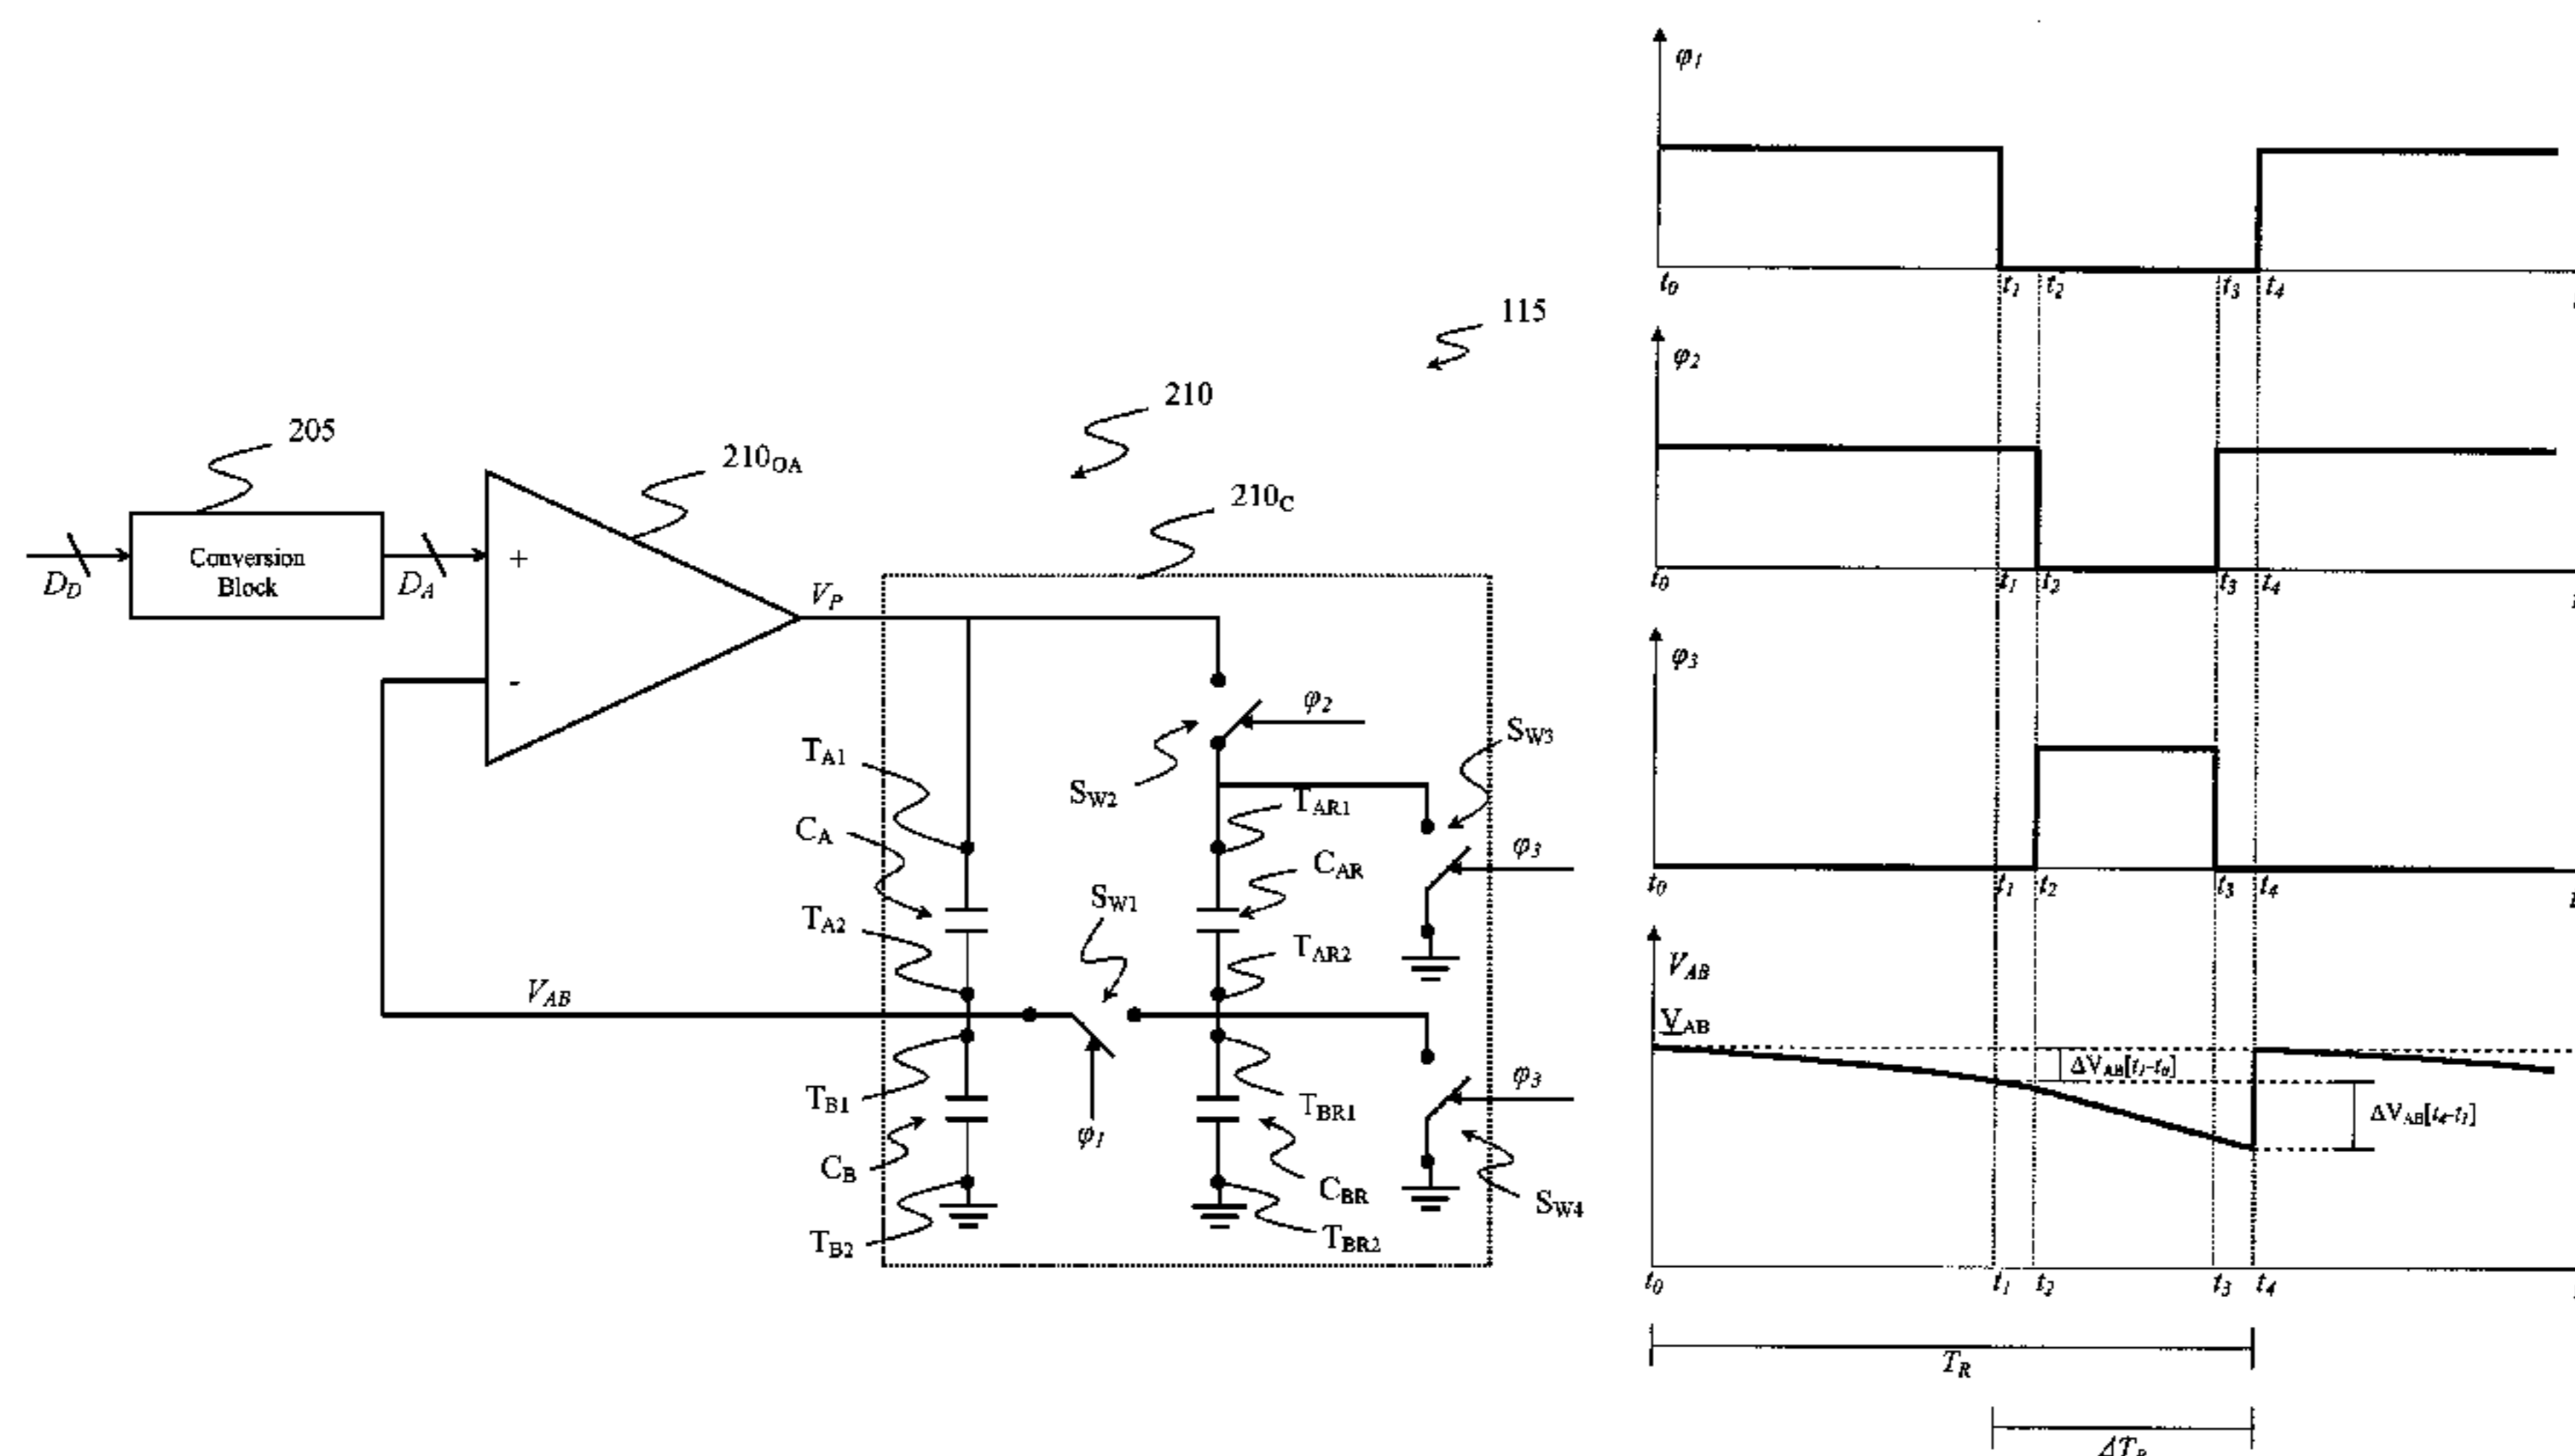 115
210
205
210OA
210C
Conversion
Block
DD
DA
+
-
VP
φ2
SW2
SW3
TA1
TAR1
CA
φ3
CAR
SW1
TA2
TAR2
VAB
φ3
TB1
TBR1
φ1
CB
CBR
SW4
TB2
TBR2
φ1
t0
t1
t2
t3
t4
φ2
t0
t1
t2
t3
t4
φ3
t0
t1
t2
t3
t4
VAB
VAB
ΔVAB[t1-t0]
ΔVAB[t4-t1]
t0
t1
t2
t3
t4
TR
ΔTR